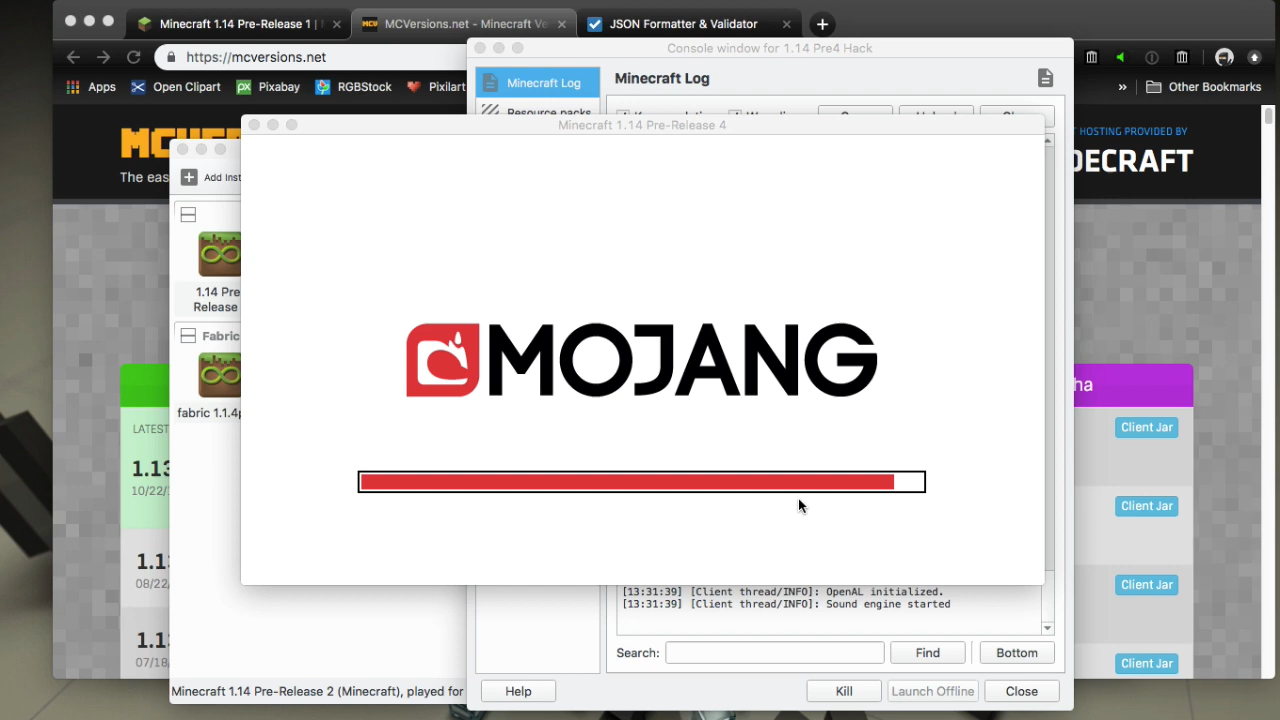 Minecraft 1.14 Pre-Release 1 |
MCVersions.net - Minecraft Ve
JSON Formatter & Validator
https://mcversions.net
Apps
Open Clipart
Pixabay
RGBStock
Pixlart
»
Other Bookmarks
Console window for 1.14 Pre4 Hack
Minecraft Log
Minecraft Log
Resource packs
Minecraft 1.14 Pre-Release 4
HOSTING PROVIDED BY
DECRAFT
The eas
Add Inst
1.14 Pre
Release
Fabric
fabric 1.1.4p
MOJANG
LATEST
1.13
10/22/
1.1
08/22
1.1
07/18
ha
Client Jar
Client Jar
Client Jar
Client Jar
[13:31:39] [Client thread/INFO]: OpenAL initialized.
[13:31:39] [Client thread/INFO]: Sound engine started
Search:
Find
Bottom
Minecraft 1.14 Pre-Release 2 (Minecraft), played for
Help
Kill
Launch Offline
Close